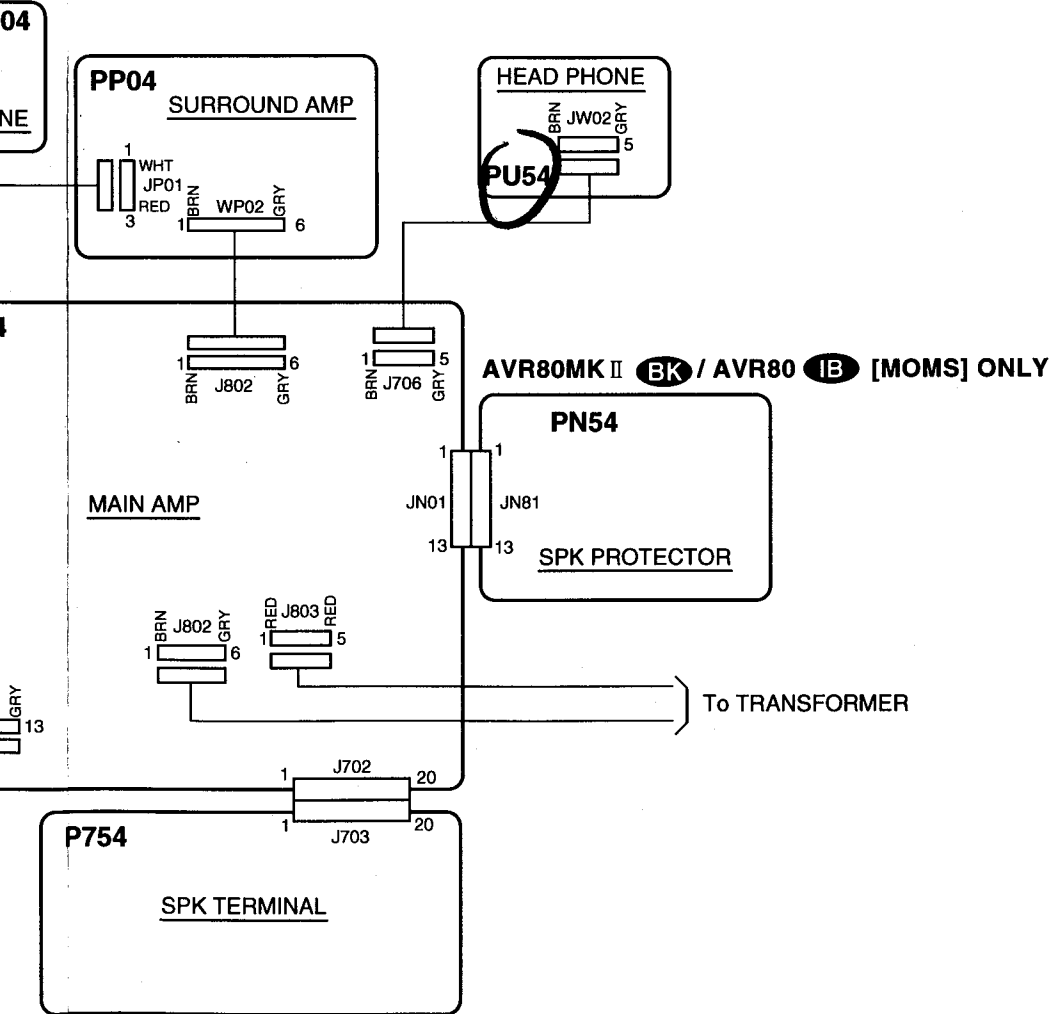 04
NE
PP04
SURROUND AMP
1
WHT
JP01
RED
3
BRN
WP02
GRY
1
6
HEAD PHONE
BRN
JW02
GRY
5
PU54
4
1
6
BRN
J802
GRY
1
5
BRN
J706
GRY
AVR80MKⅡ BK / AVR80 IB [MOMS] ONLY
PN54
1
1
JN01
JN81
13
13
SPK PROTECTOR
MAIN AMP
BRN
J802
GRY
1
6
RED
J803
RED
1
5
To TRANSFORMER
GRY
13
1
J702
20
1
J703
20
P754
SPK TERMINAL